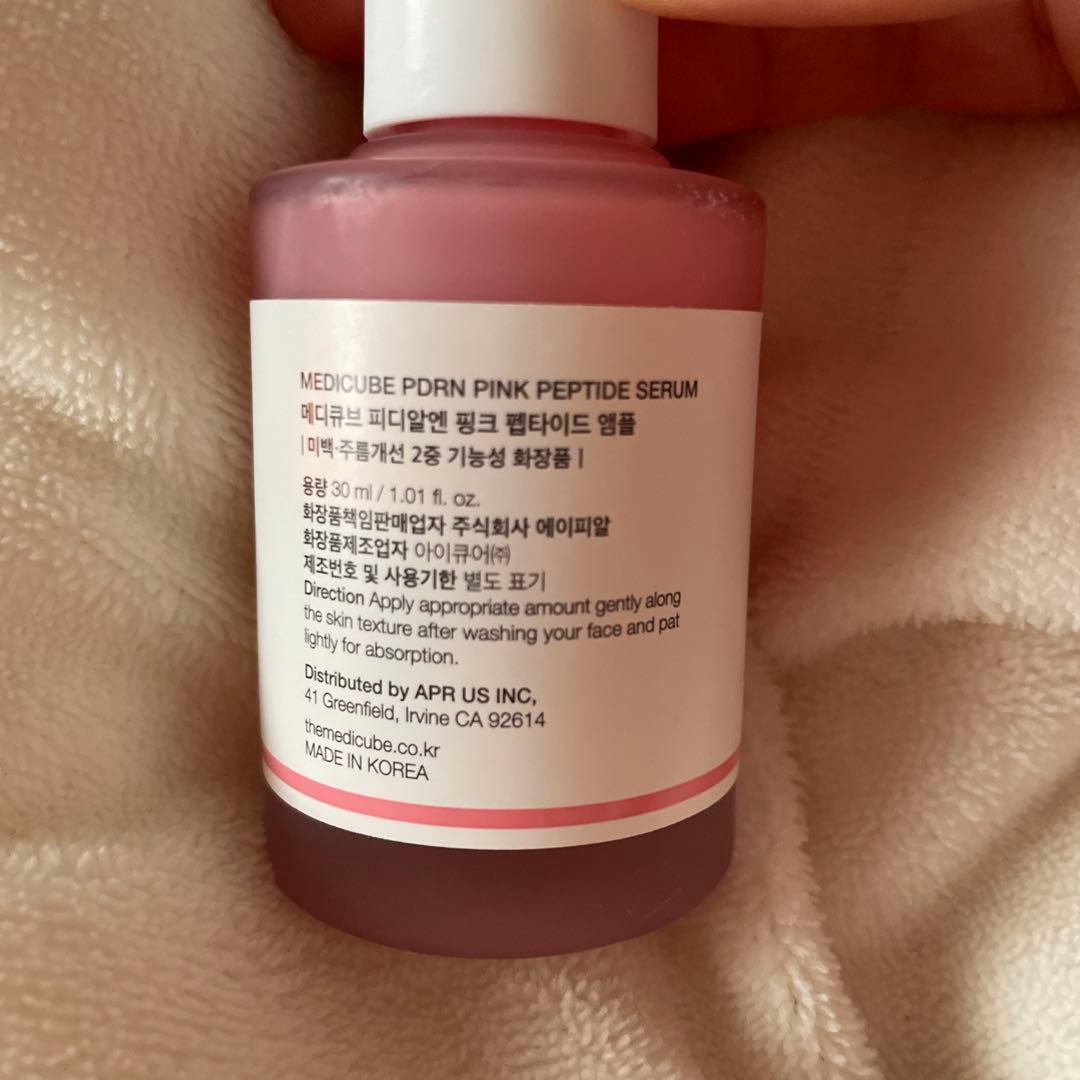 MEDICUBE PDRN PINK PEPTIDE SERUM
메디큐브 피디알엔 핑크 펩타이드 앰플
| 미백·주름개선 2중 기능성 화장품 |
용량 30 ml / 1.01 fl. oz.
화장품책임판매업자 주식회사 에이피알
화장품제조업자 아이큐어㈜
제조번호 및 사용기한 별도 표기
Direction Apply appropriate amount gently along
the skin texture after washing your face and pat
lightly for absorption.
Distributed by APR US INC,
41 Greenfield, Irvine CA 92614
themedicube.co.kr
MADE IN KOREA